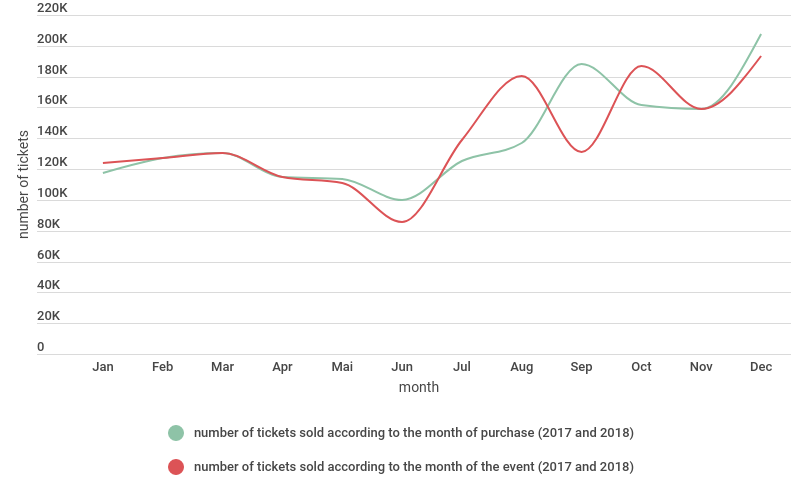 220K
200K
180K
160K
140K
120K
100K
80K
60K
40K
20K
0
number of tickets
Jan Feb Mar Apr Mai Jun Jul Aug Sep Oct Nov Dec
month
number of tickets sold according to the month of purchase (2017 and 2018)
number of tickets sold according to the month of the event (2017 and 2018)